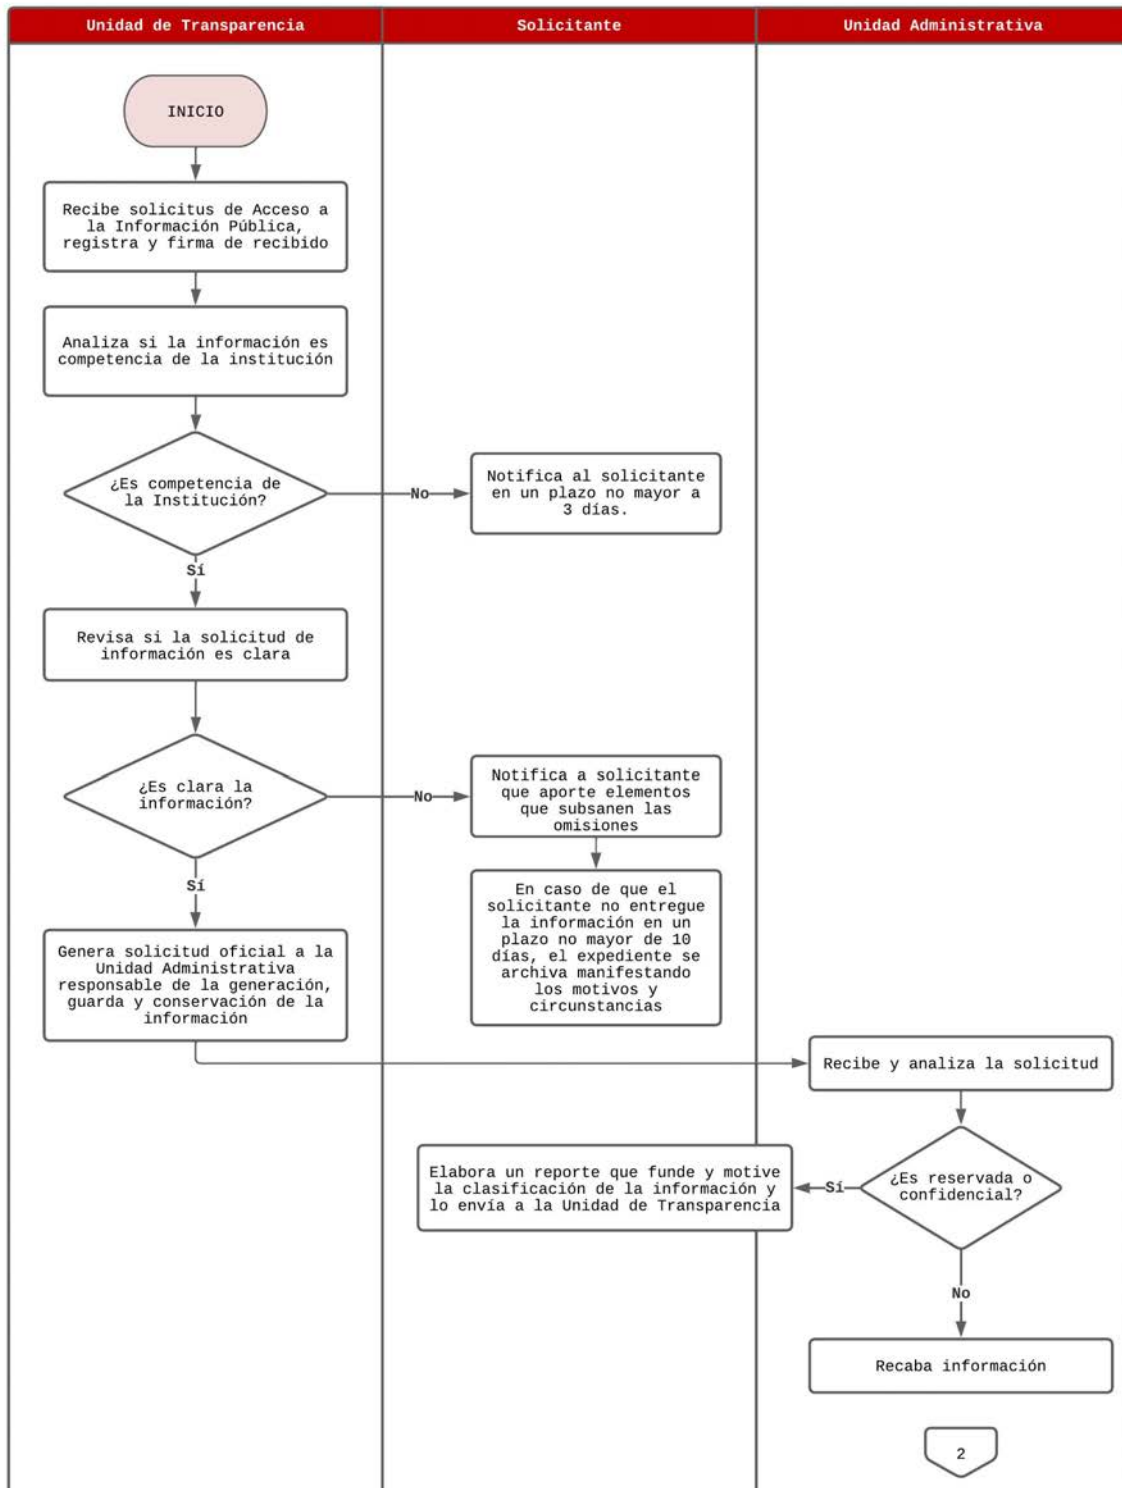 Unidad de Transparencia
Solicitante
Unidad Administrativa
INICIO
Recibe solicitus de Acceso a
la Información Pública,
registra y firma de recibido
Analiza si la información es
competencia de la institución
¿Es competencia de
la Institución?
No
Notifica al solicitante
en un plazo no mayor a
3 días.
Sí
Revisa si la solicitud de
información es clara
¿Es clara la
información?
No
Notifica a solicitante
que aporte elementos
que subsanen las
omisiones
Sí
En caso de que el
solicitante no entregue
la información en un
plazo no mayor de 10
días, el expediente se
archiva manifestando
los motivos y
circunstancias
Genera solicitud oficial a la
Unidad Administrativa
responsable de la generación,
guarda y conservación de la
información
Recibe y analiza la solicitud
¿Es reservada o
confidencial?
Sí
Elabora un reporte que funde y motive
la clasificación de la información y
lo envía a la Unidad de Transparencia
No
Recaba información
2